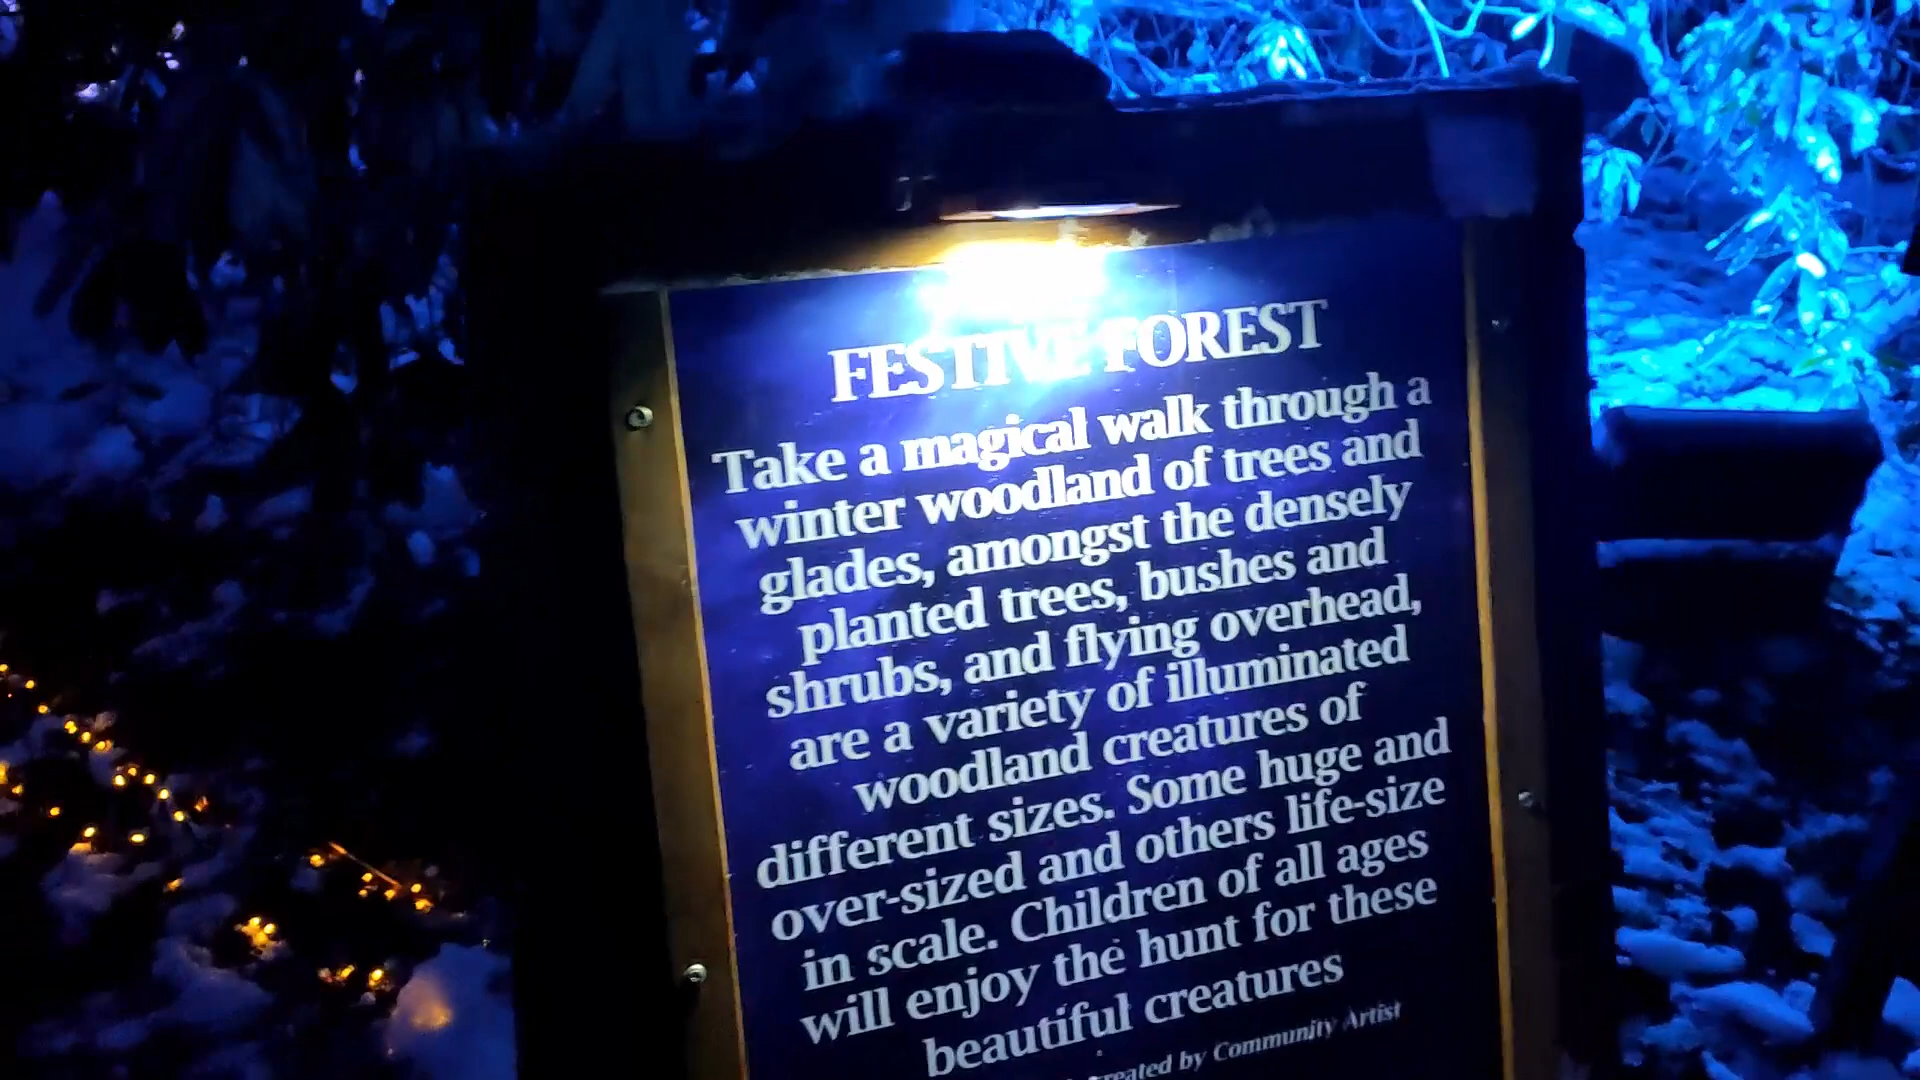 FESTIVE FOREST
Take a magical walk through a
winter woodland of trees and
glades, amongst the densely
planted trees, bushes and
shrubs, and flying overhead,
are a variety of illuminated
woodland creatures of
different sizes. Some huge and
over-sized and others life-size
in scale. Children of all ages
will enjoy the hunt for these
beautiful creatures
created by Community Artist